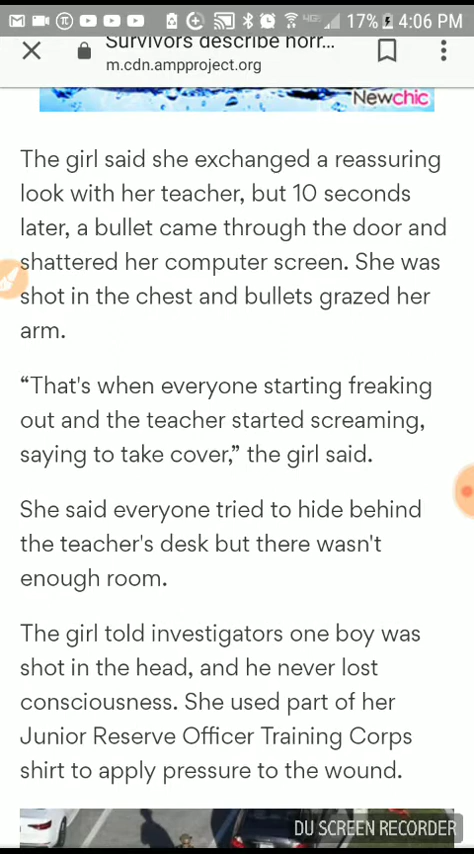 4G 17% 4:06 PM
Survivors describe horr...
m.cdn.ampproject.org
Newchic
The girl said she exchanged a reassuring
look with her teacher, but 10 seconds
later, a bullet came through the door and
shattered her computer screen. She was
shot in the chest and bullets grazed her
arm.
“That's when everyone starting freaking
out and the teacher started screaming,
saying to take cover,” the girl said.
She said everyone tried to hide behind
the teacher's desk but there wasn't
enough room.
The girl told investigators one boy was
shot in the head, and he never lost
consciousness. She used part of her
Junior Reserve Officer Training Corps
shirt to apply pressure to the wound.
DU SCREEN RECORDER